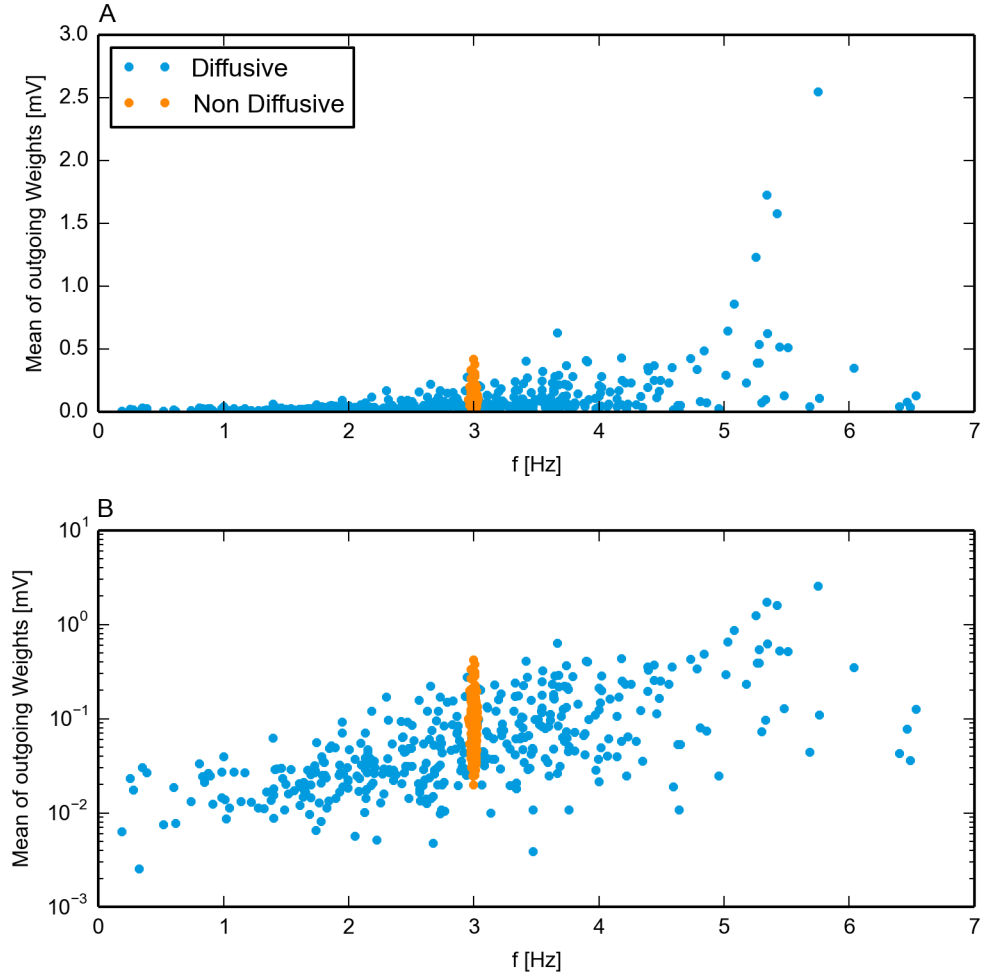 A
Mean of outgoing Weights [mV]
3.0
2.5
2.0
1.5
1.0
0.5
0.0
Diffusive
Non Diffusive
0 1 2 3 4 5 6 7
f [Hz]
B
Mean of outgoing Weights [mV]
10¹
10⁰
10⁻¹
10⁻²
10⁻³
0 1 2 3 4 5 6 7
f [Hz]